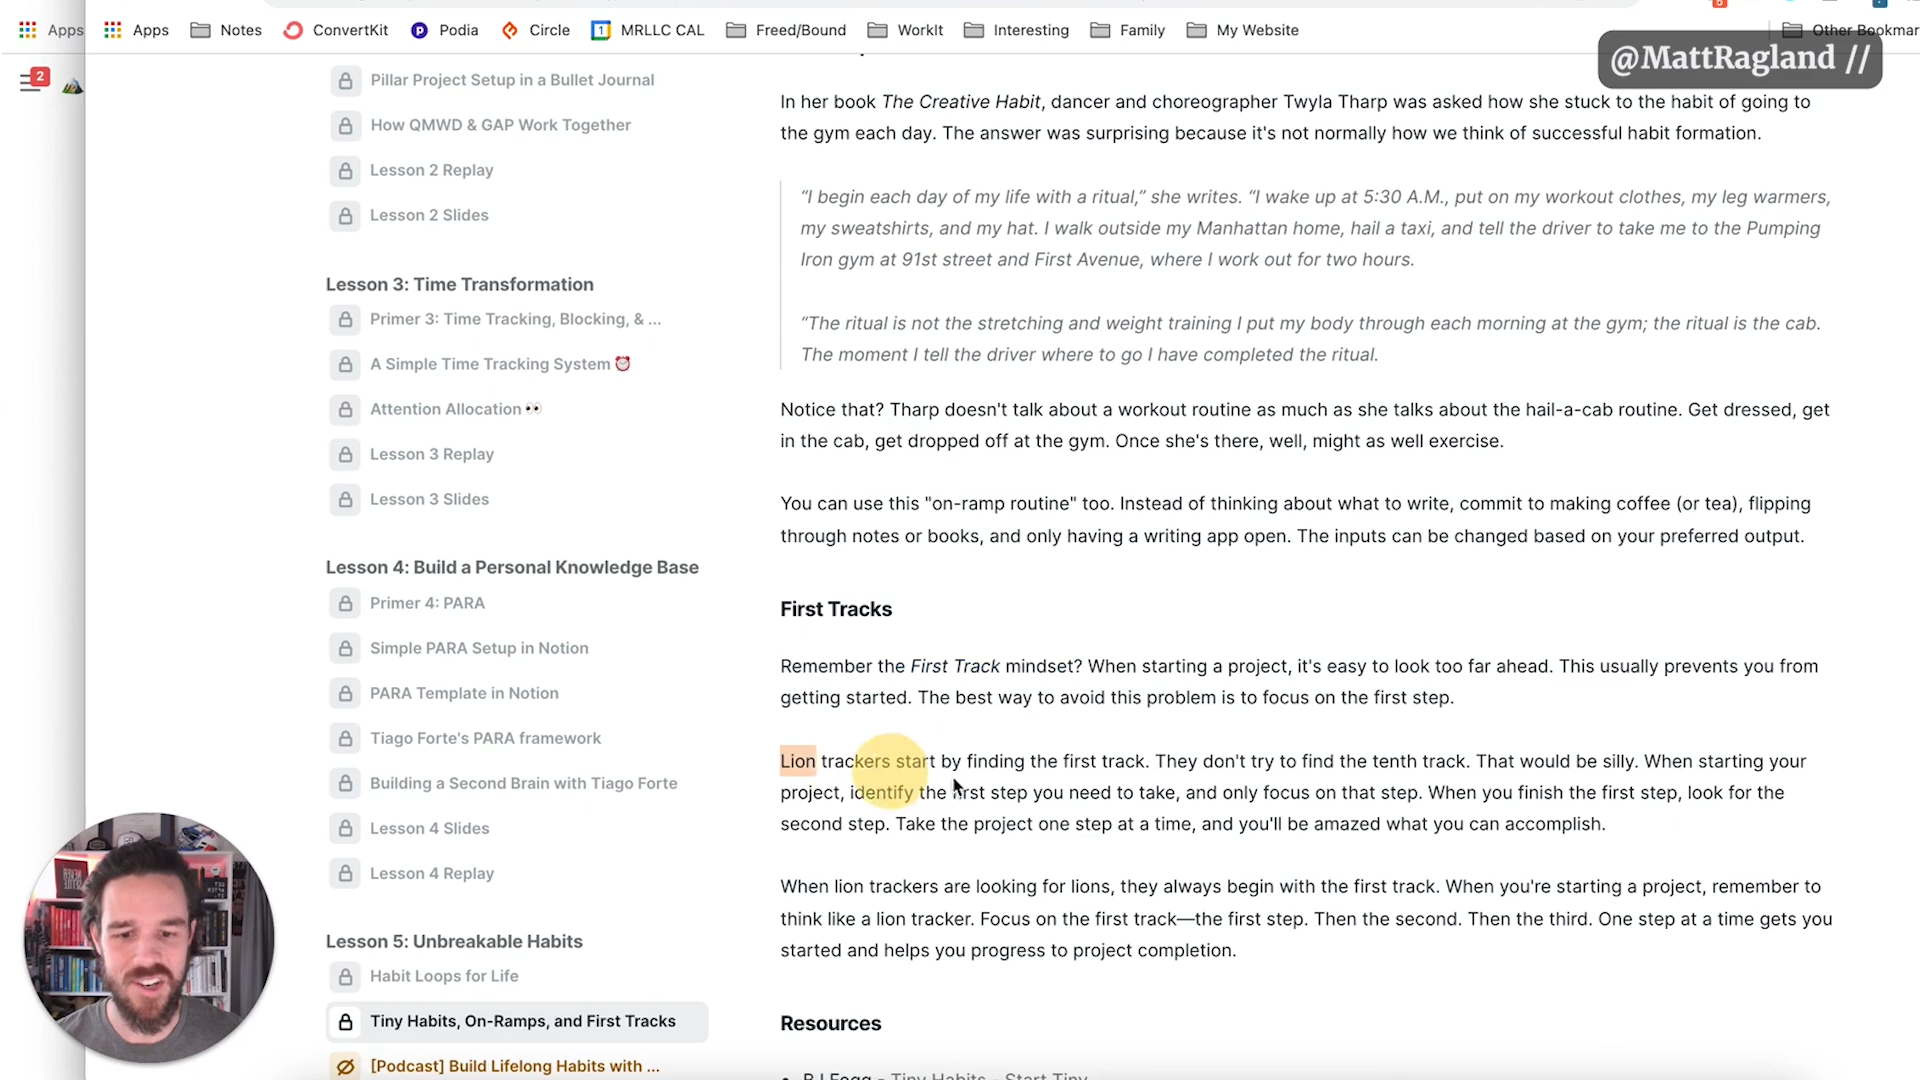 Apps
Apps
Notes
ConvertKit
Podia
Circle
MRLLC CAL
Freed/Bound
WorkIt
Interesting
Family
My Website
Other Bookmar
5
2
@MattRagland //
Pillar Project Setup in a Bullet Journal
How QMWD & GAP Work Together
Lesson 2 Replay
Lesson 2 Slides
Lesson 3: Time Transformation
Primer 3: Time Tracking, Blocking, & ...
A Simple Time Tracking System ⏰
Attention Allocation 👀
Lesson 3 Replay
Lesson 3 Slides
Lesson 4: Build a Personal Knowledge Base
Primer 4: PARA
Simple PARA Setup in Notion
PARA Template in Notion
Tiago Forte's PARA framework
Building a Second Brain with Tiago Forte
Lesson 4 Slides
Lesson 4 Replay
Lesson 5: Unbreakable Habits
Habit Loops for Life
Tiny Habits, On-Ramps, and First Tracks
[Podcast] Build Lifelong Habits with ...
In her book The Creative Habit, dancer and choreographer Twyla Tharp was asked how she stuck to the habit of going to
the gym each day. The answer was surprising because it's not normally how we think of successful habit formation.
“I begin each day of my life with a ritual,” she writes. “I wake up at 5:30 A.M., put on my workout clothes, my leg warmers,
my sweatshirts, and my hat. I walk outside my Manhattan home, hail a taxi, and tell the driver to take me to the Pumping
Iron gym at 91st street and First Avenue, where I work out for two hours.
“The ritual is not the stretching and weight training I put my body through each morning at the gym; the ritual is the cab.
The moment I tell the driver where to go I have completed the ritual.
Notice that? Tharp doesn't talk about a workout routine as much as she talks about the hail-a-cab routine. Get dressed, get
in the cab, get dropped off at the gym. Once she's there, well, might as well exercise.
You can use this "on-ramp routine" too. Instead of thinking about what to write, commit to making coffee (or tea), flipping
through notes or books, and only having a writing app open. The inputs can be changed based on your preferred output.
First Tracks
Remember the First Track mindset? When starting a project, it's easy to look too far ahead. This usually prevents you from
getting started. The best way to avoid this problem is to focus on the first step.
Lion trackers start by finding the first track. They don't try to find the tenth track. That would be silly. When starting your
project, identify the first step you need to take, and only focus on that step. When you finish the first step, look for the
second step. Take the project one step at a time, and you'll be amazed what you can accomplish.
When lion trackers are looking for lions, they always begin with the first track. When you're starting a project, remember to
think like a lion tracker. Focus on the first track—the first step. Then the second. Then the third. One step at a time gets you
started and helps you progress to project completion.
Resources
BJ Fogg - Tiny Habits - Start Tiny